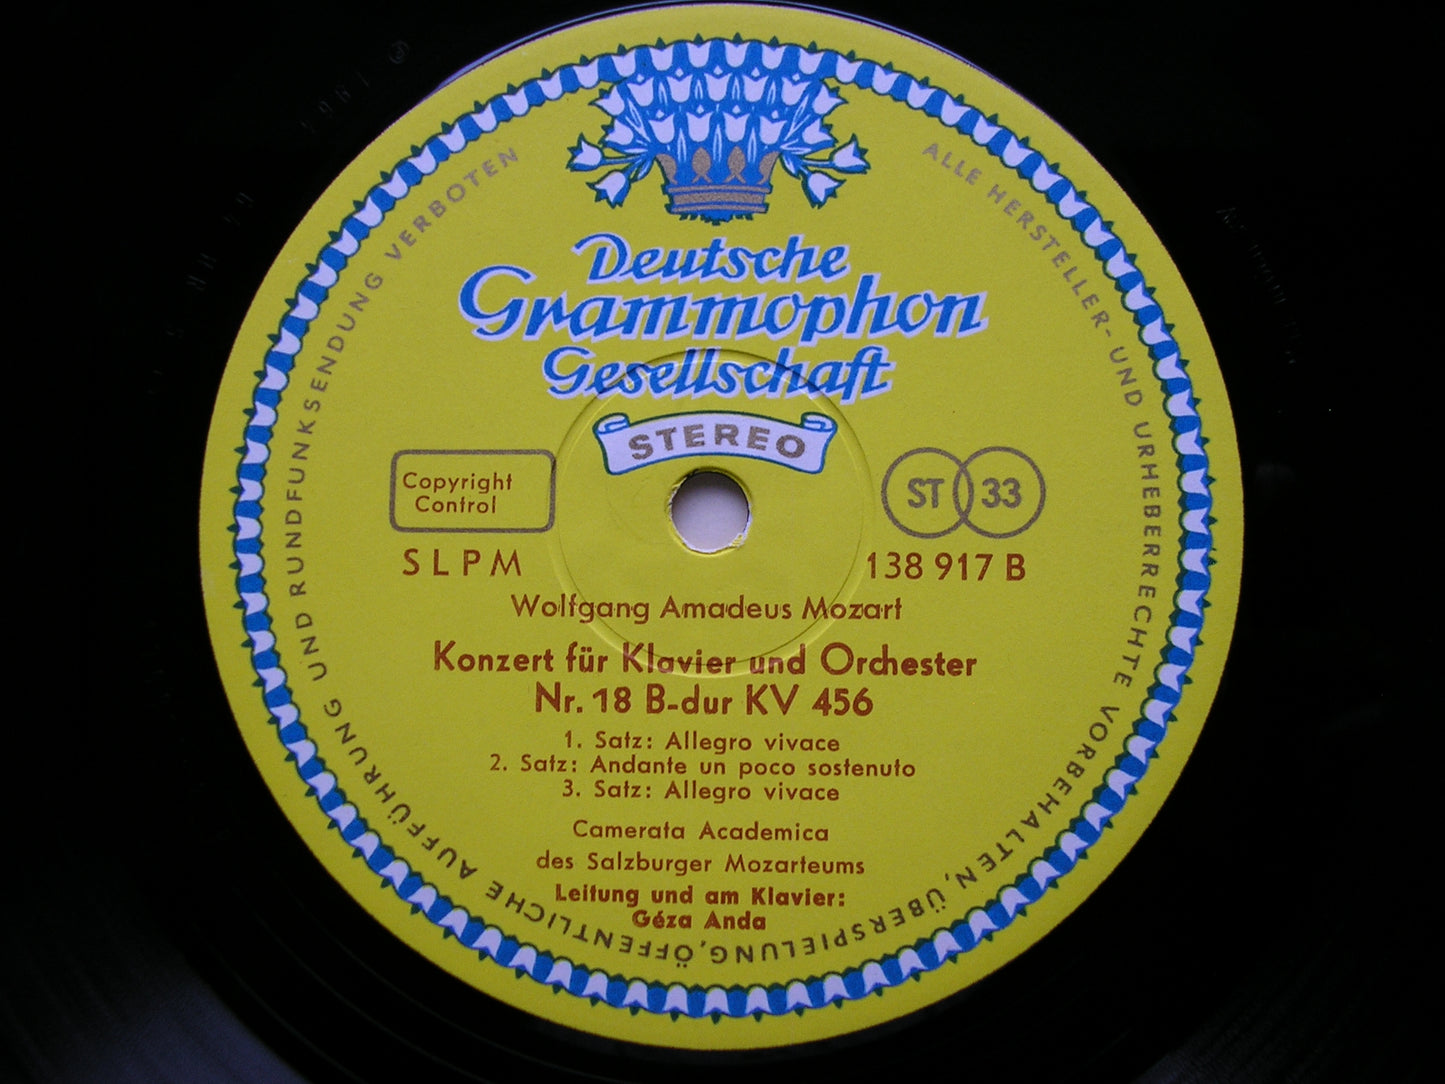 Deutsche
Grammophon
Gesellschaft
STEREO
Copyright
Control
ST 33
SLPM
138 917 B
Wolfgang Amadeus Mozart
Konzert für Klavier und Orchester
Nr. 18 B-dur KV 456
1. Satz: Allegro vivace
2. Satz: Andante un poco sostenuto
3. Satz: Allegro vivace
Camerata Academica
des Salzburger Mozarteums
Leitung und am Klavier:
Géza Anda
ALLE HERSTELLER- UND URHEBERRECHTE VORBEHALTEN, ÜBERSPIELUNG, ÖFFENTLICHE AUFFÜHRUNG UND RUNDFUNKSENDUNG VERBOTEN